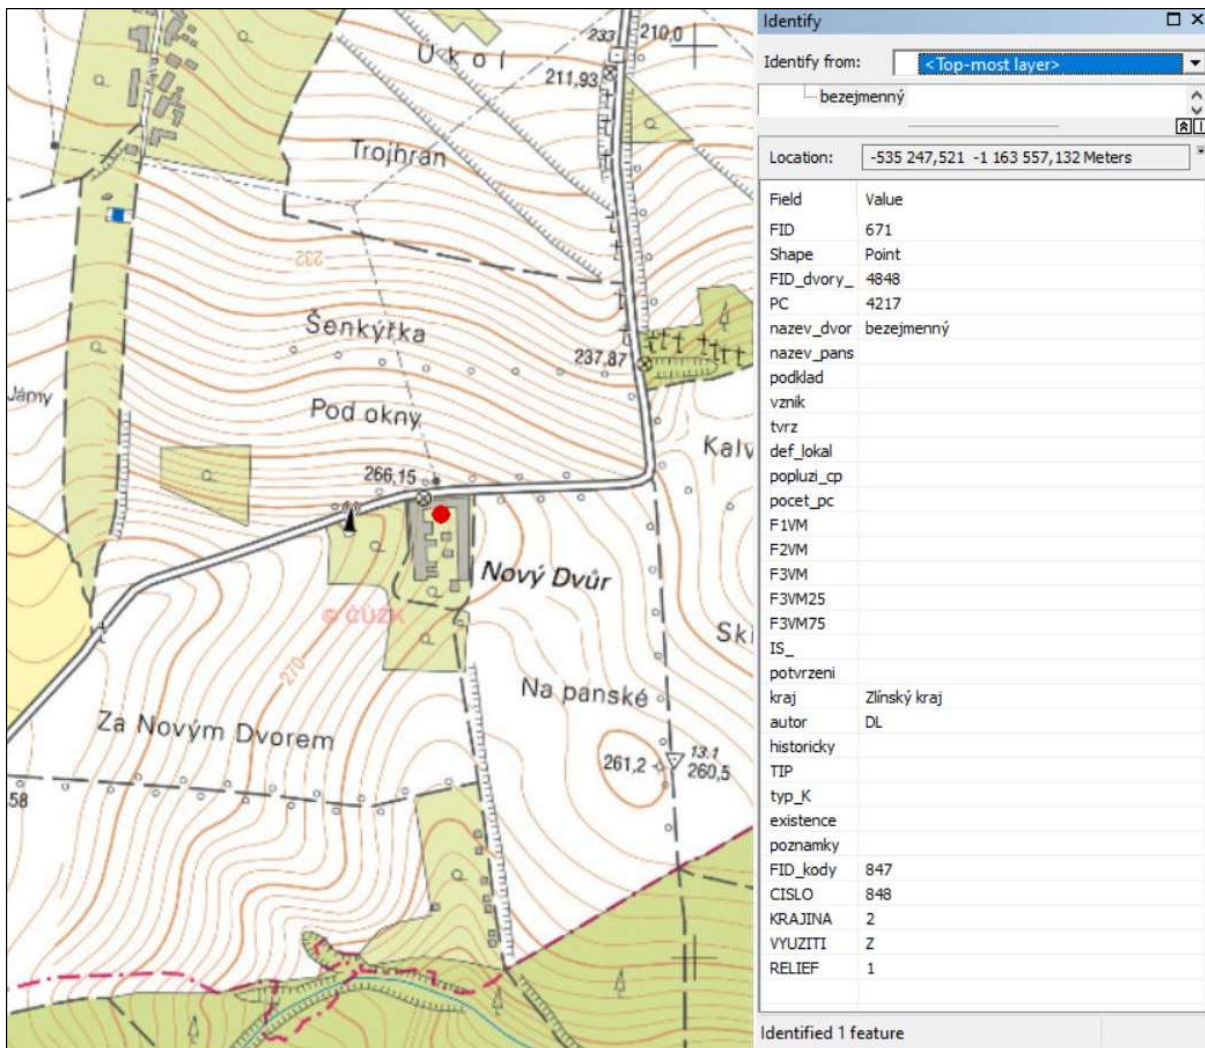 233 210,0
Úkol
211,93
Trojhran
232
Šenkýřka
237,87
Jámy
Pod okny
266,15
Nový Dvůr
© ČÚZK
270
Na panské
Za Novým Dvorem
13.1
261,2 260,5
58
Identify
Identify from: <Top-most layer>
bezejmenný
Location: -535 247,521 -1 163 557,132 Meters
Field Value
FID 671
Shape Point
FID_dvory_ 4848
PC 4217
nazev_dvor bezejmenný
nazev_pans
podklad
vznik
tvrz
def_lokal
popluzi_cp
pocet_pc
F1VM
F2VM
F3VM
F3VM25
F3VM75
IS_
potvrzeni
kraj Zlínský kraj
autor DL
historicky
TIP
typ_K
existence
poznamky
FID_kody 847
CISLO 848
KRAJINA 2
VYUZITI Z
RELIEF 1
Identified 1 feature